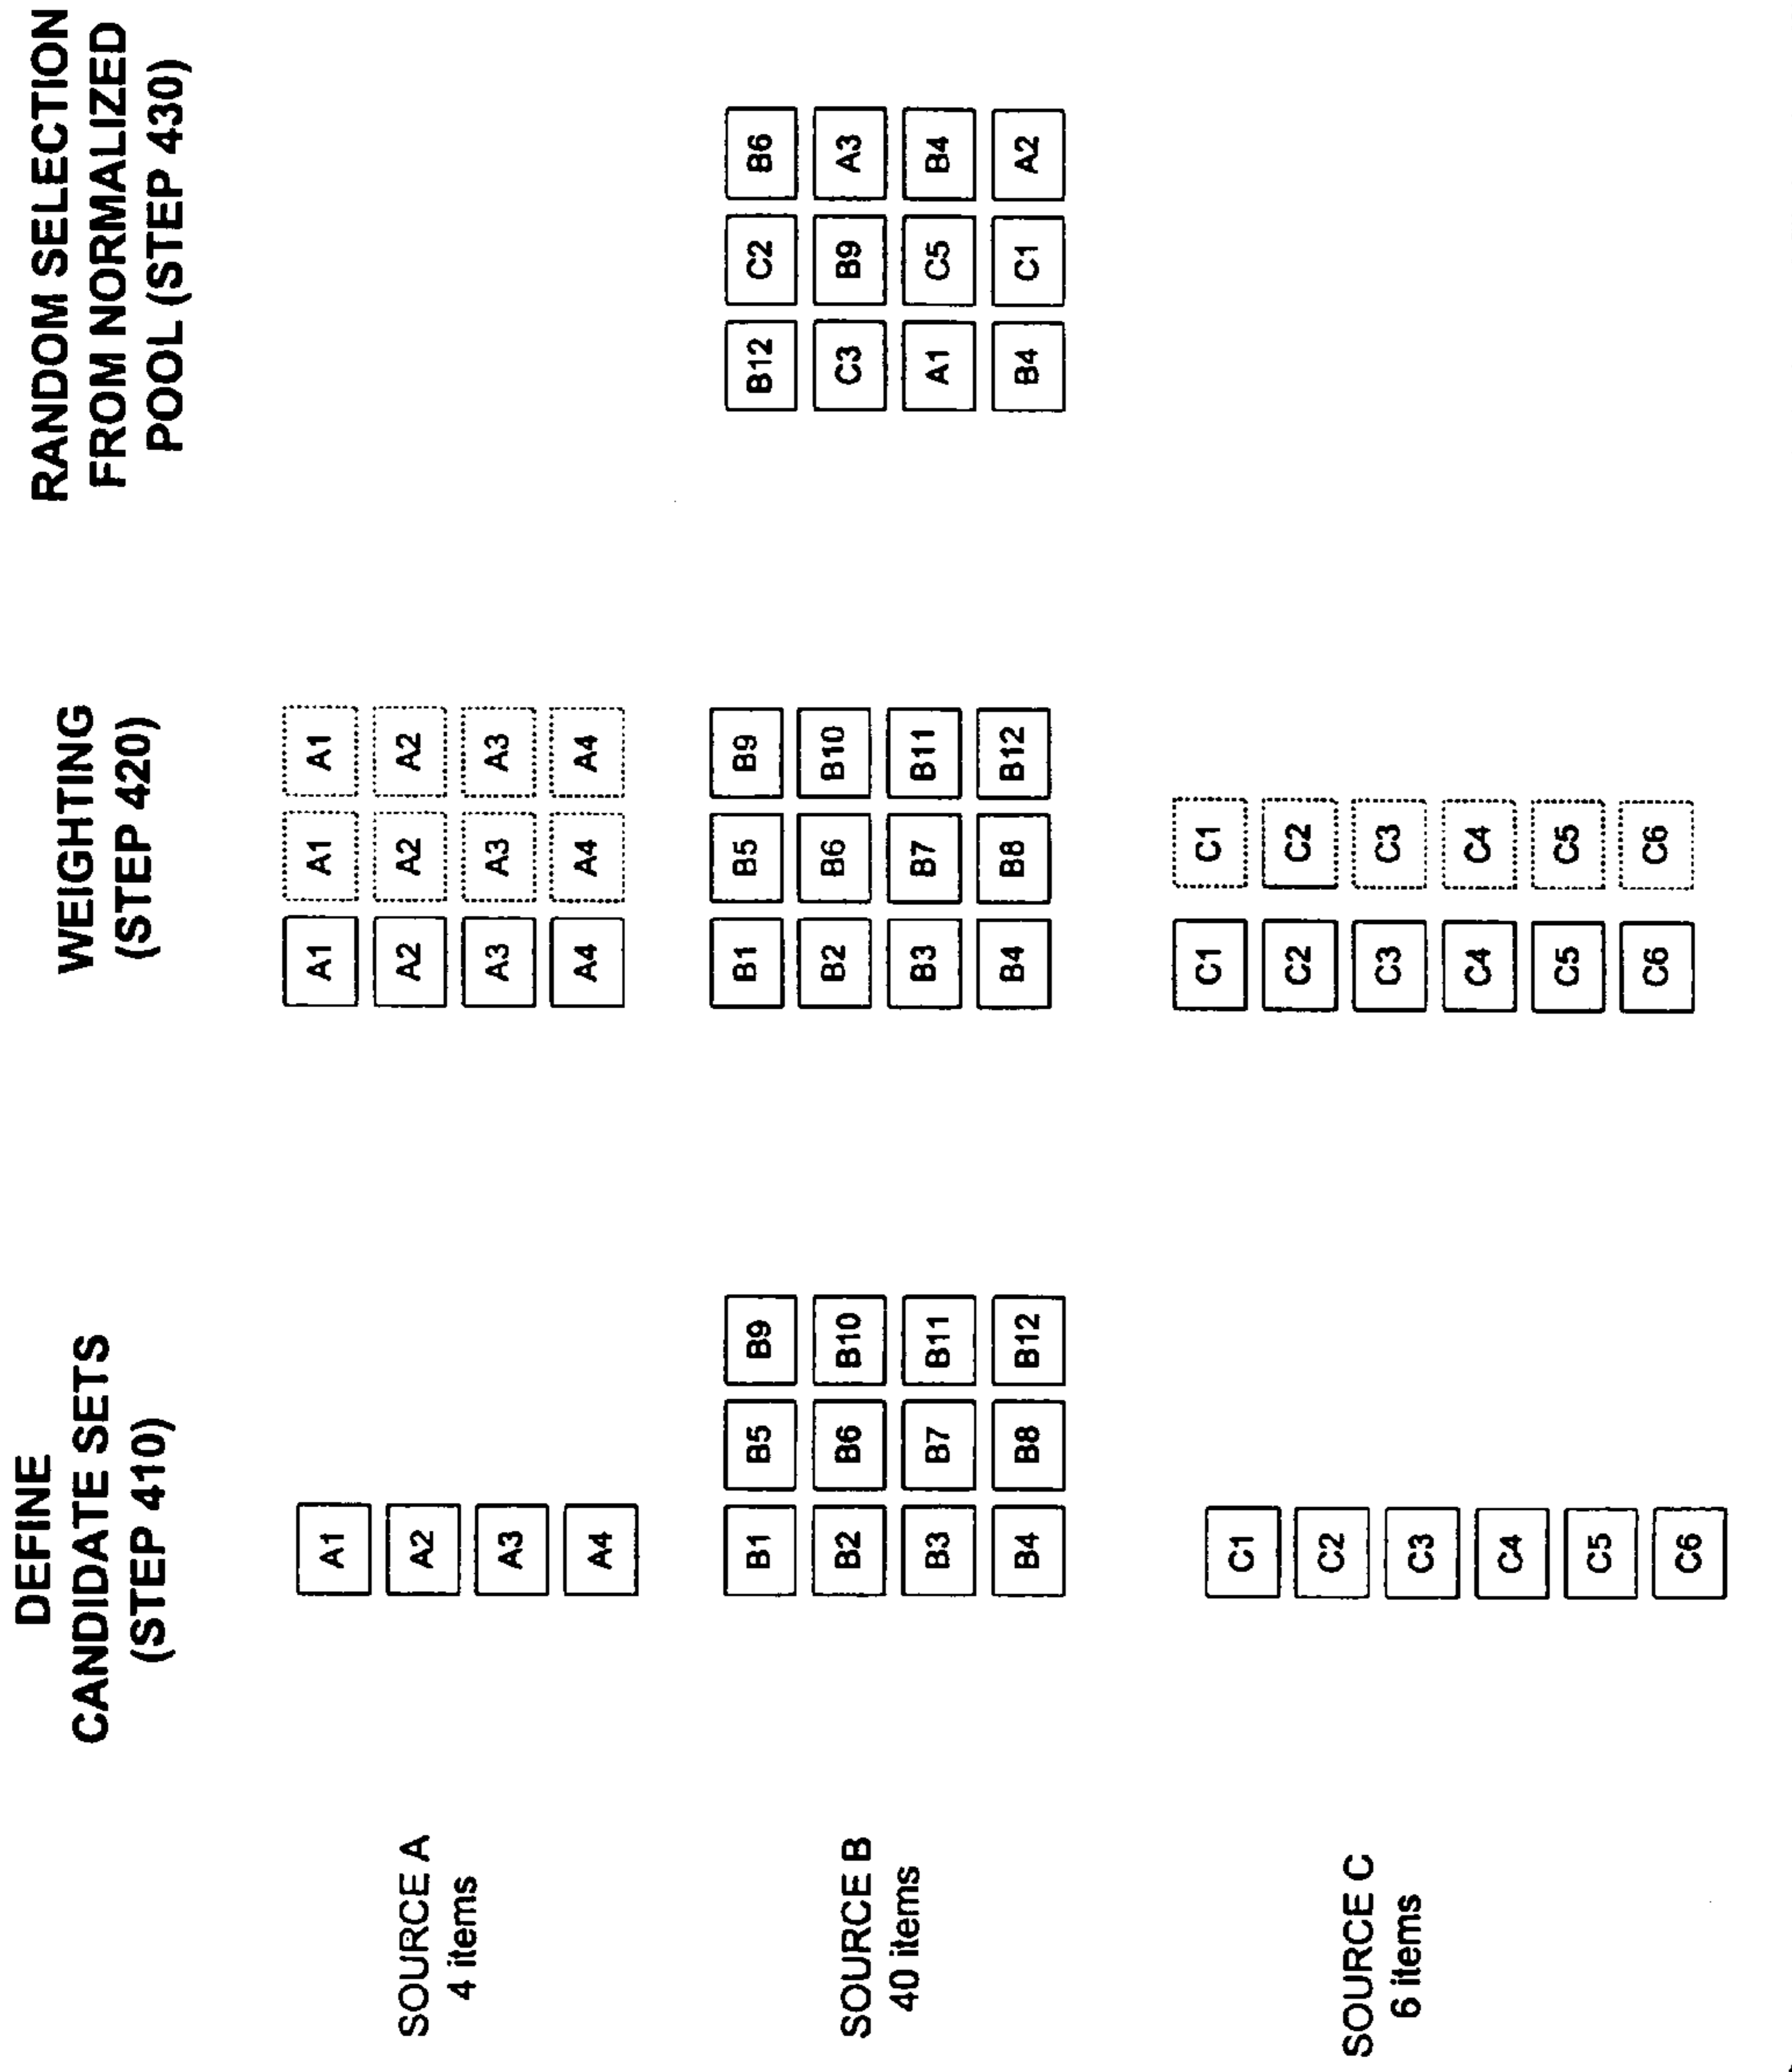 DEFINE
CANDIDATE SETS
(STEP 410)
WEIGHTING
(STEP 420)
RANDOM SELECTION
FROM NORMALIZED
POOL (STEP 430)
SOURCE A
4 items
A1
A2
A3
A4
A1 A1 A1
A2 A2 A2
A3 A3 A3
A4 A4 A4
SOURCE B
40 items
B1 B5 B9
B2 B6 B10
B3 B7 B11
B4 B8 B12
B1 B5 B9
B2 B6 B10
B3 B7 B11
B4 B8 B12
B12 C2 B6
C3 B9 A3
A1 C5 B4
B4 C1 A2
SOURCE C
6 items
C1
C2
C3
C4
C5
C6
C1 C1
C2 C2
C3 C3
C4 C4
C5 C5
C6 C6